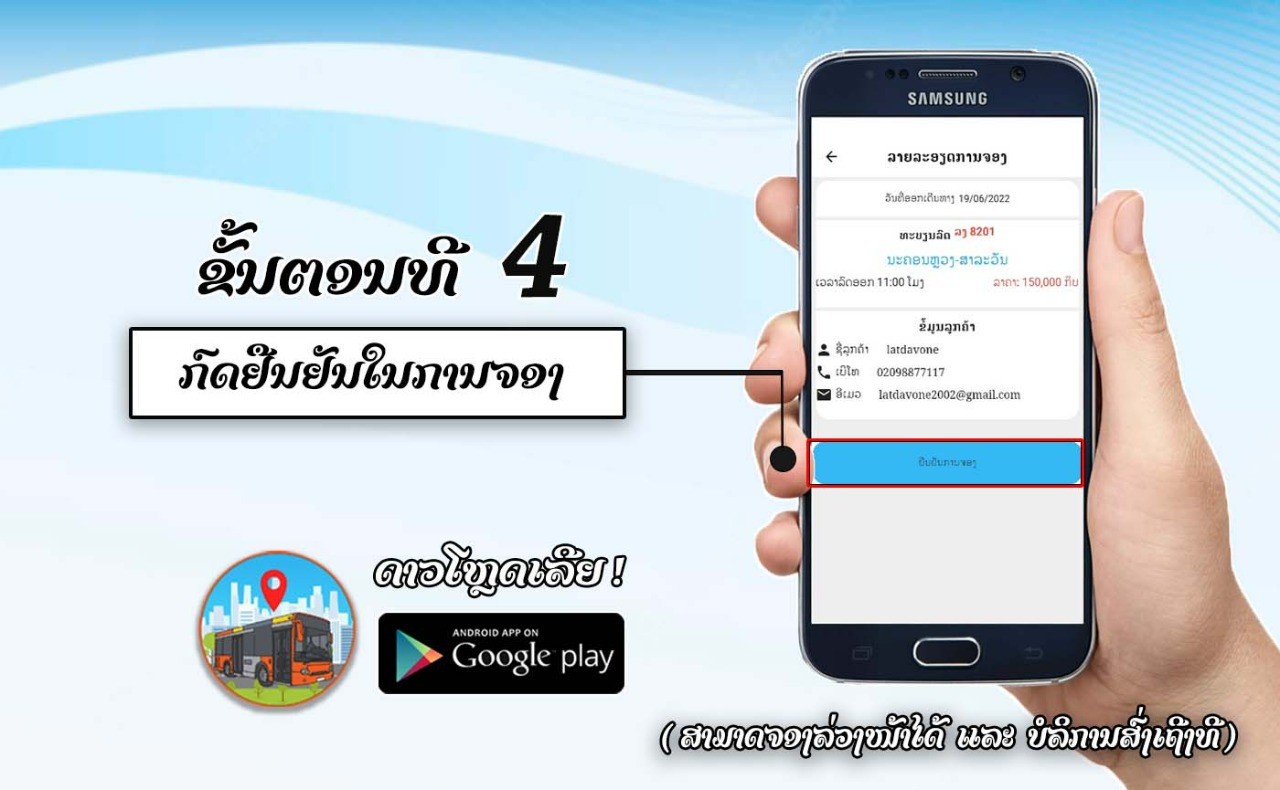 SAMSUNG
ລາຍລະອຽດການຈອງ
ວັນທີ່ອອກເດີນທາງ 19/06/2022
ທະບຽນລົດ ລງ 8201
ນະຄອນຫຼວງ-ສາລະວັນ
ເວລາລົດອອກ 11:00 ໂມງ ລາຄາ: 150,000 ກີບ
ຂໍ້ມູນລູກຄ້າ
ຊື່ລູກຄ້າ latdavone
ເບີໂທ 02098877117
ອີເມວ latdavone2002@gmail.com
ຢືນຢັນການຈອງ
ຂັ້ນຕອນທີ 4
ກົດຢືນຢັນໃນການຈອງ
ດາວໂຫຼດເລີຍ !
ANDROID APP ON
Google play
( ສາມາດຈອງລ່ວງໜ້າໄດ້ ແລະ ບໍລິການສົ່ງເຖິງທີ່ )